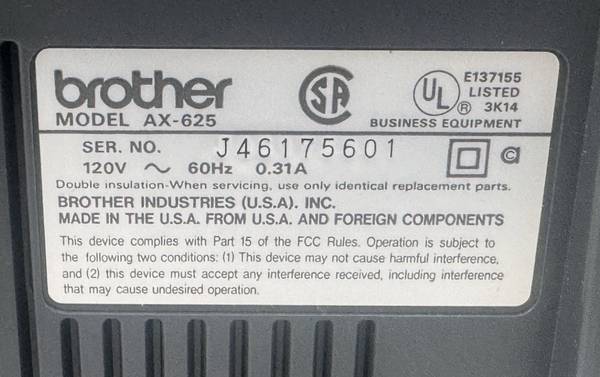 brother
MODEL AX-625
SA
UL
®
E137155
LISTED
3K14
BUSINESS EQUIPMENT
SER. NO. J46175601
120V ~ 60Hz 0.31A
Double insulation-When servicing, use only identical replacement parts.
BROTHER INDUSTRIES (U.S.A). INC.
MADE IN THE U.S.A. FROM U.S.A. AND FOREIGN COMPONENTS
This device complies with Part 15 of the FCC Rules. Operation is subject to
the following two conditions: (1) This device may not cause harmful interference,
and (2) this device must accept any interference received, including interference
that may cause undesired operation.